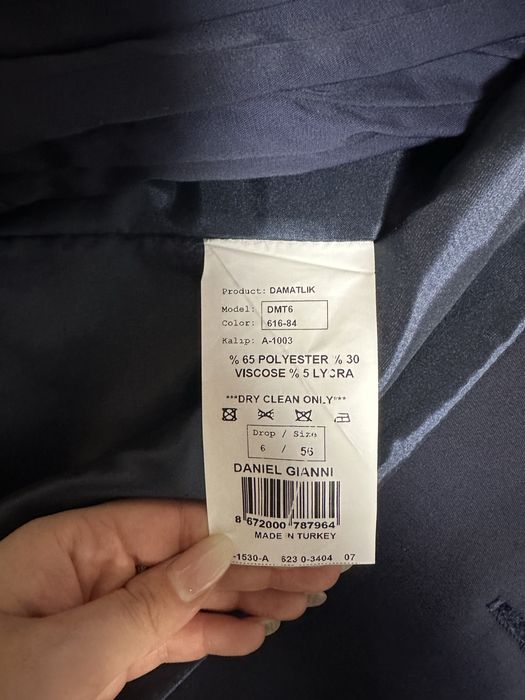 Product: DAMATLIK
Model: DMT6
Color: 616-84
Kalıp: A-1003
% 65 POLYESTER % 30
VISCOSE % 5 LYCRA
***DRY CLEAN ONLY***
Drop / Size
6 / 56
DANIEL GIANNI
8 672000 787964
MADE IN TURKEY
-1530-A 623 0-3404 07